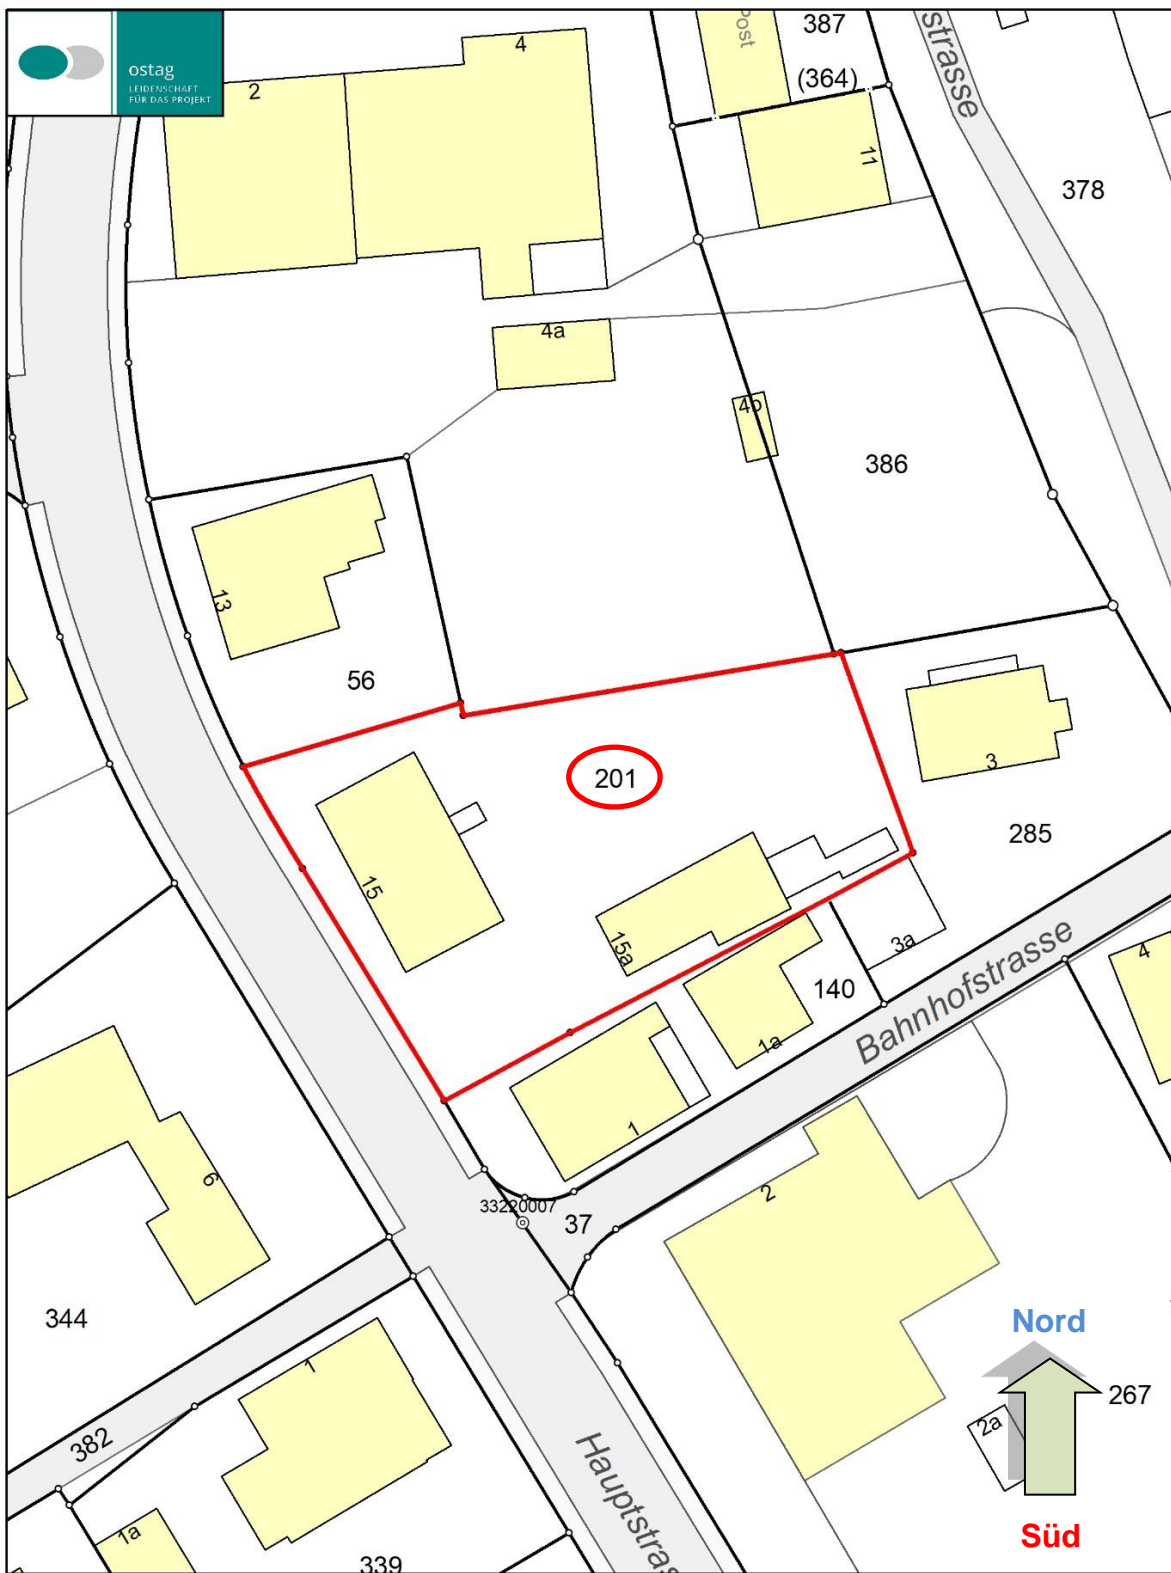 ostag
LEIDENSCHAFT
FÜR DAS PROJEKT
2
4
Post
387
(364)
strasse
11
378
4a
4b
386
13
56
201
3
285
15
15a
3a
140
1a
Bahnhofstrasse
4
1
6
33220007
37
2
344
Nord
267
1
2a
382
Hauptstras
Süd
1a
339